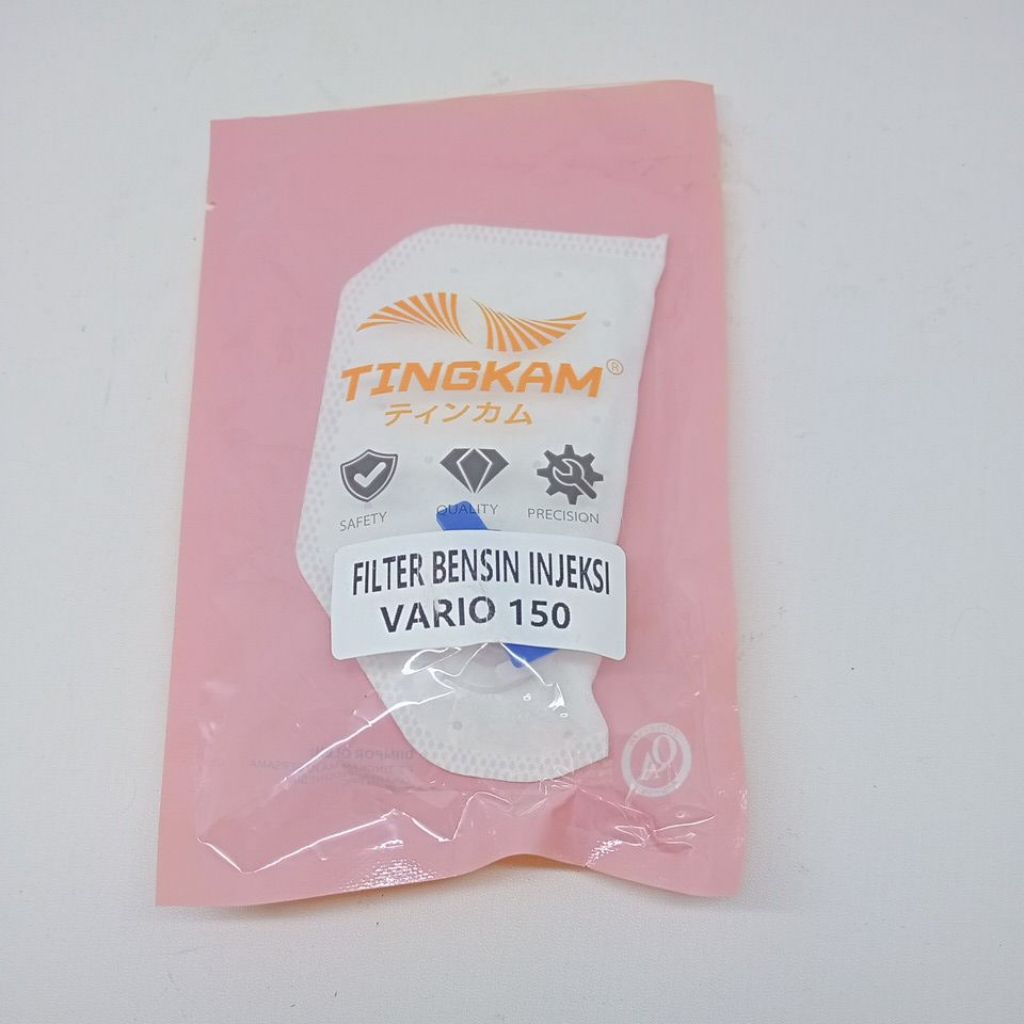 TINGKAM®
ティンカム
SAFETY
QUALITY
PRECISION
FILTER BENSIN INJEKSI
VARIO 150